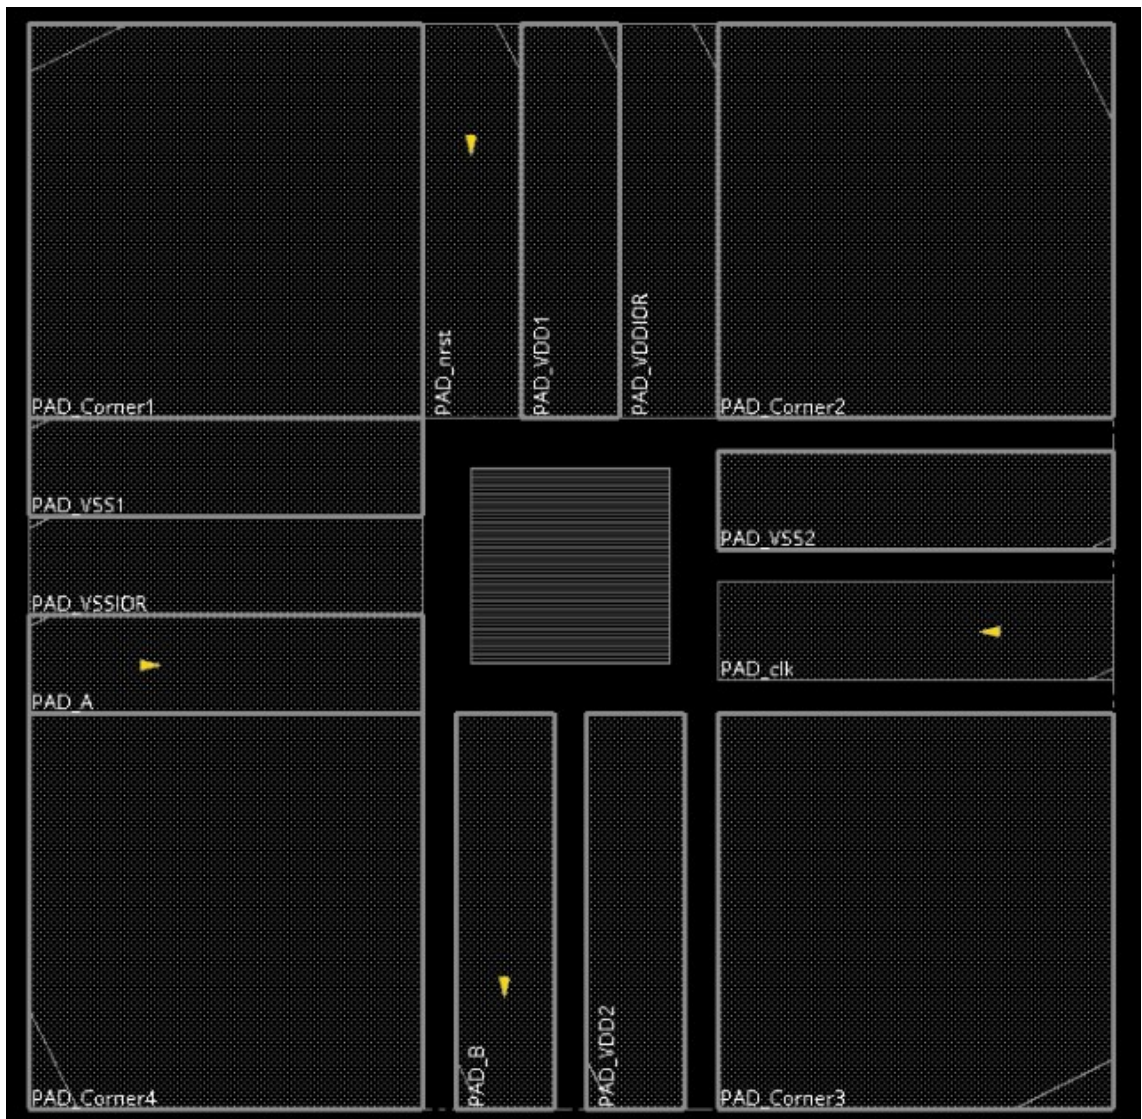 PAD_nrst
PAD_VDD1
PAD_VDDIOR
PAD_Corner1
PAD_Corner2
PAD_VSS1
PAD_VSS2
PAD_VSSIOR
PAD_clk
PAD_A
PAD_B
PAD_VDD2
PAD_Corner4
PAD_Corner3